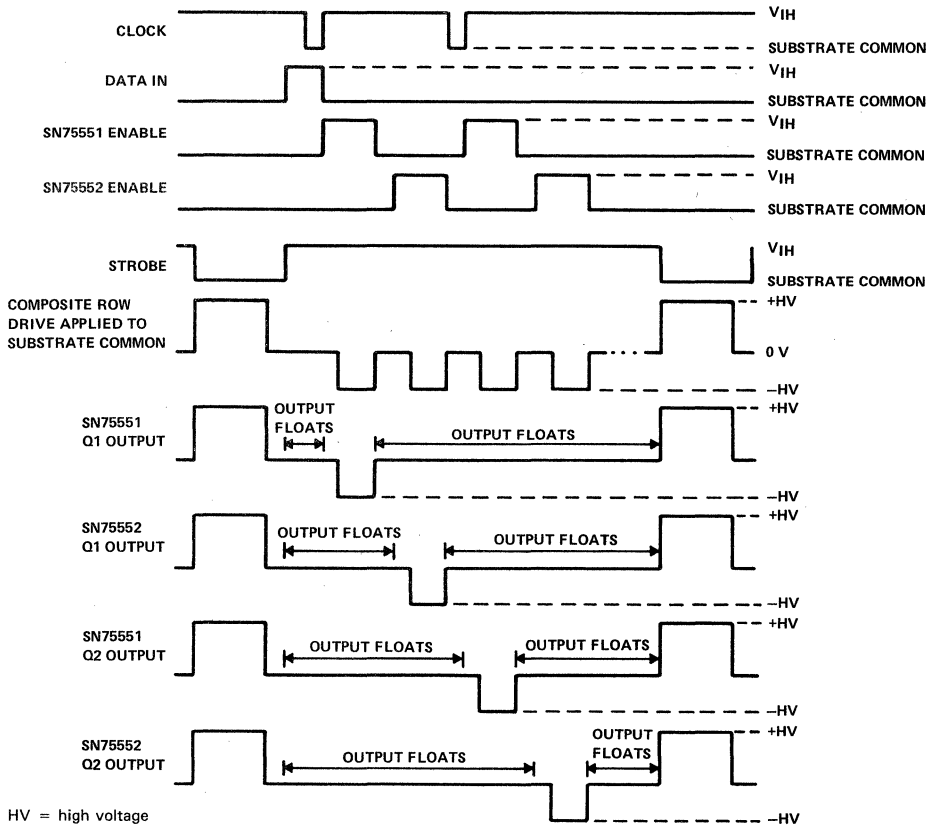 CLOCK
VIH
SUBSTRATE COMMON
DATA IN
VIH
SUBSTRATE COMMON
SN75551 ENABLE
VIH
SUBSTRATE COMMON
SN75552 ENABLE
VIH
SUBSTRATE COMMON
STROBE
VIH
SUBSTRATE COMMON
COMPOSITE ROW
DRIVE APPLIED TO
SUBSTRATE COMMON
+HV
0 V
−HV
SN75551
Q1 OUTPUT
OUTPUT
FLOATS
OUTPUT FLOATS
+HV
−HV
SN75552
Q1 OUTPUT
OUTPUT FLOATS
OUTPUT FLOATS
+HV
−HV
SN75551
Q2 OUTPUT
OUTPUT FLOATS
OUTPUT FLOATS
+HV
−HV
SN75552
Q2 OUTPUT
OUTPUT FLOATS
OUTPUT
FLOATS
+HV
−HV
HV = high voltage